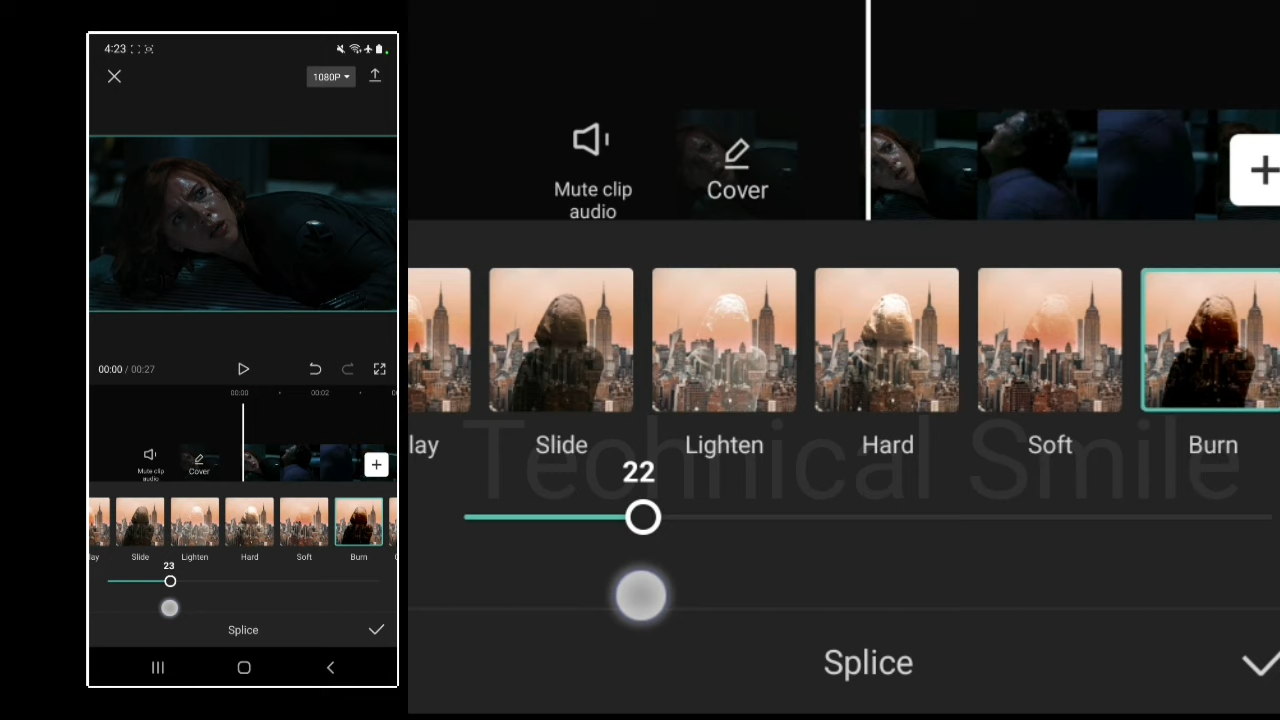 4:23
1080P
00:00 / 00:27
00:00
00:02
Mute clip
audio
Cover
lay
Slide
Lighten
Hard
Soft
Burn
23
Splice
Mute clip
audio
Cover
lay
Slide
Lighten
Hard
Soft
Burn
Technical Smile
22
Splice